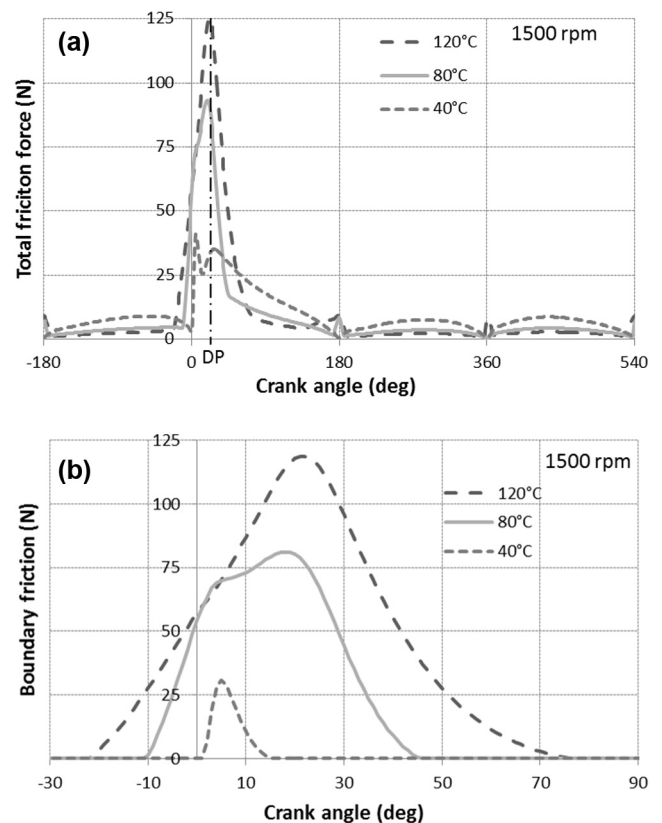 (a)
1500 rpm
120°C
80°C
40°C
Total friciton force (N)
125
100
75
50
25
0
-180
0
180
360
540
DP
Crank angle (deg)
(b)
1500 rpm
120°C
80°C
40°C
Boundary friction (N)
125
100
75
50
25
0
-30
-10
10
30
50
70
90
Crank angle (deg)